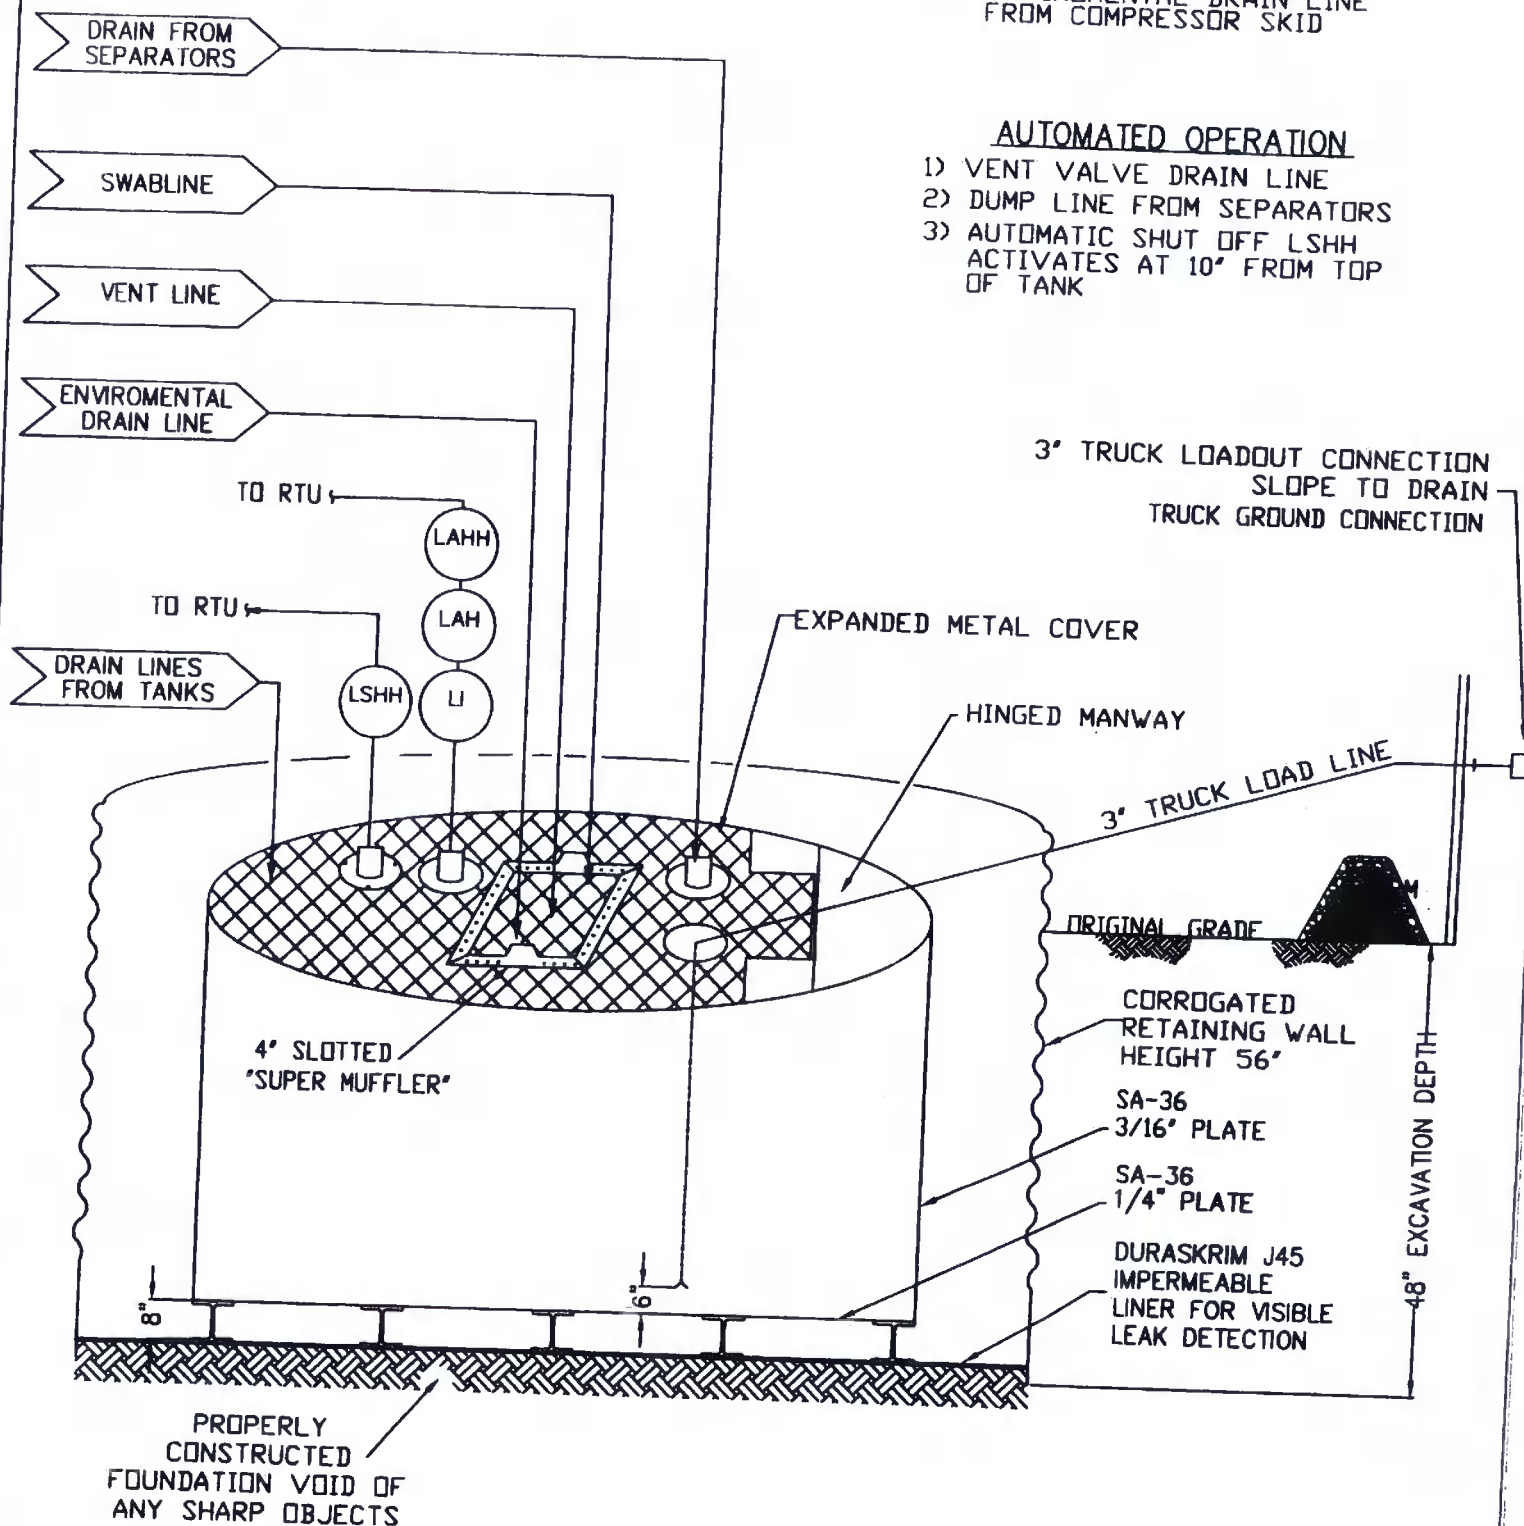 DRAIN LINE
FROM COMPRESSOR SKID
DRAIN FROM
SEPARATORS
AUTOMATED OPERATION
1) VENT VALVE DRAIN LINE
2) DUMP LINE FROM SEPARATORS
3) AUTOMATIC SHUT OFF LSHH
ACTIVATES AT 10" FROM TOP
OF TANK
SWABLINE
VENT LINE
ENVIROMENTAL
DRAIN LINE
3" TRUCK LOADOUT CONNECTION
SLOPE TO DRAIN
TRUCK GROUND CONNECTION
TO RTU
LAHH
TO RTU
LAH
EXPANDED METAL COVER
DRAIN LINES
FROM TANKS
LSHH
LI
HINGED MANWAY
3" TRUCK LOAD LINE
ORIGINAL GRADE
CORROGATED
RETAINING WALL
HEIGHT 56"
4" SLOTTED
"SUPER MUFFLER"
SA-36
3/16" PLATE
SA-36
1/4" PLATE
48" EXCAVATION DEPTH
DURASKRIM J45
IMPERMEABLE
LINER FOR VISIBLE
LEAK DETECTION
8"
6"
PROPERLY
CONSTRUCTED
FOUNDATION VOID OF
ANY SHARP OBJECTS